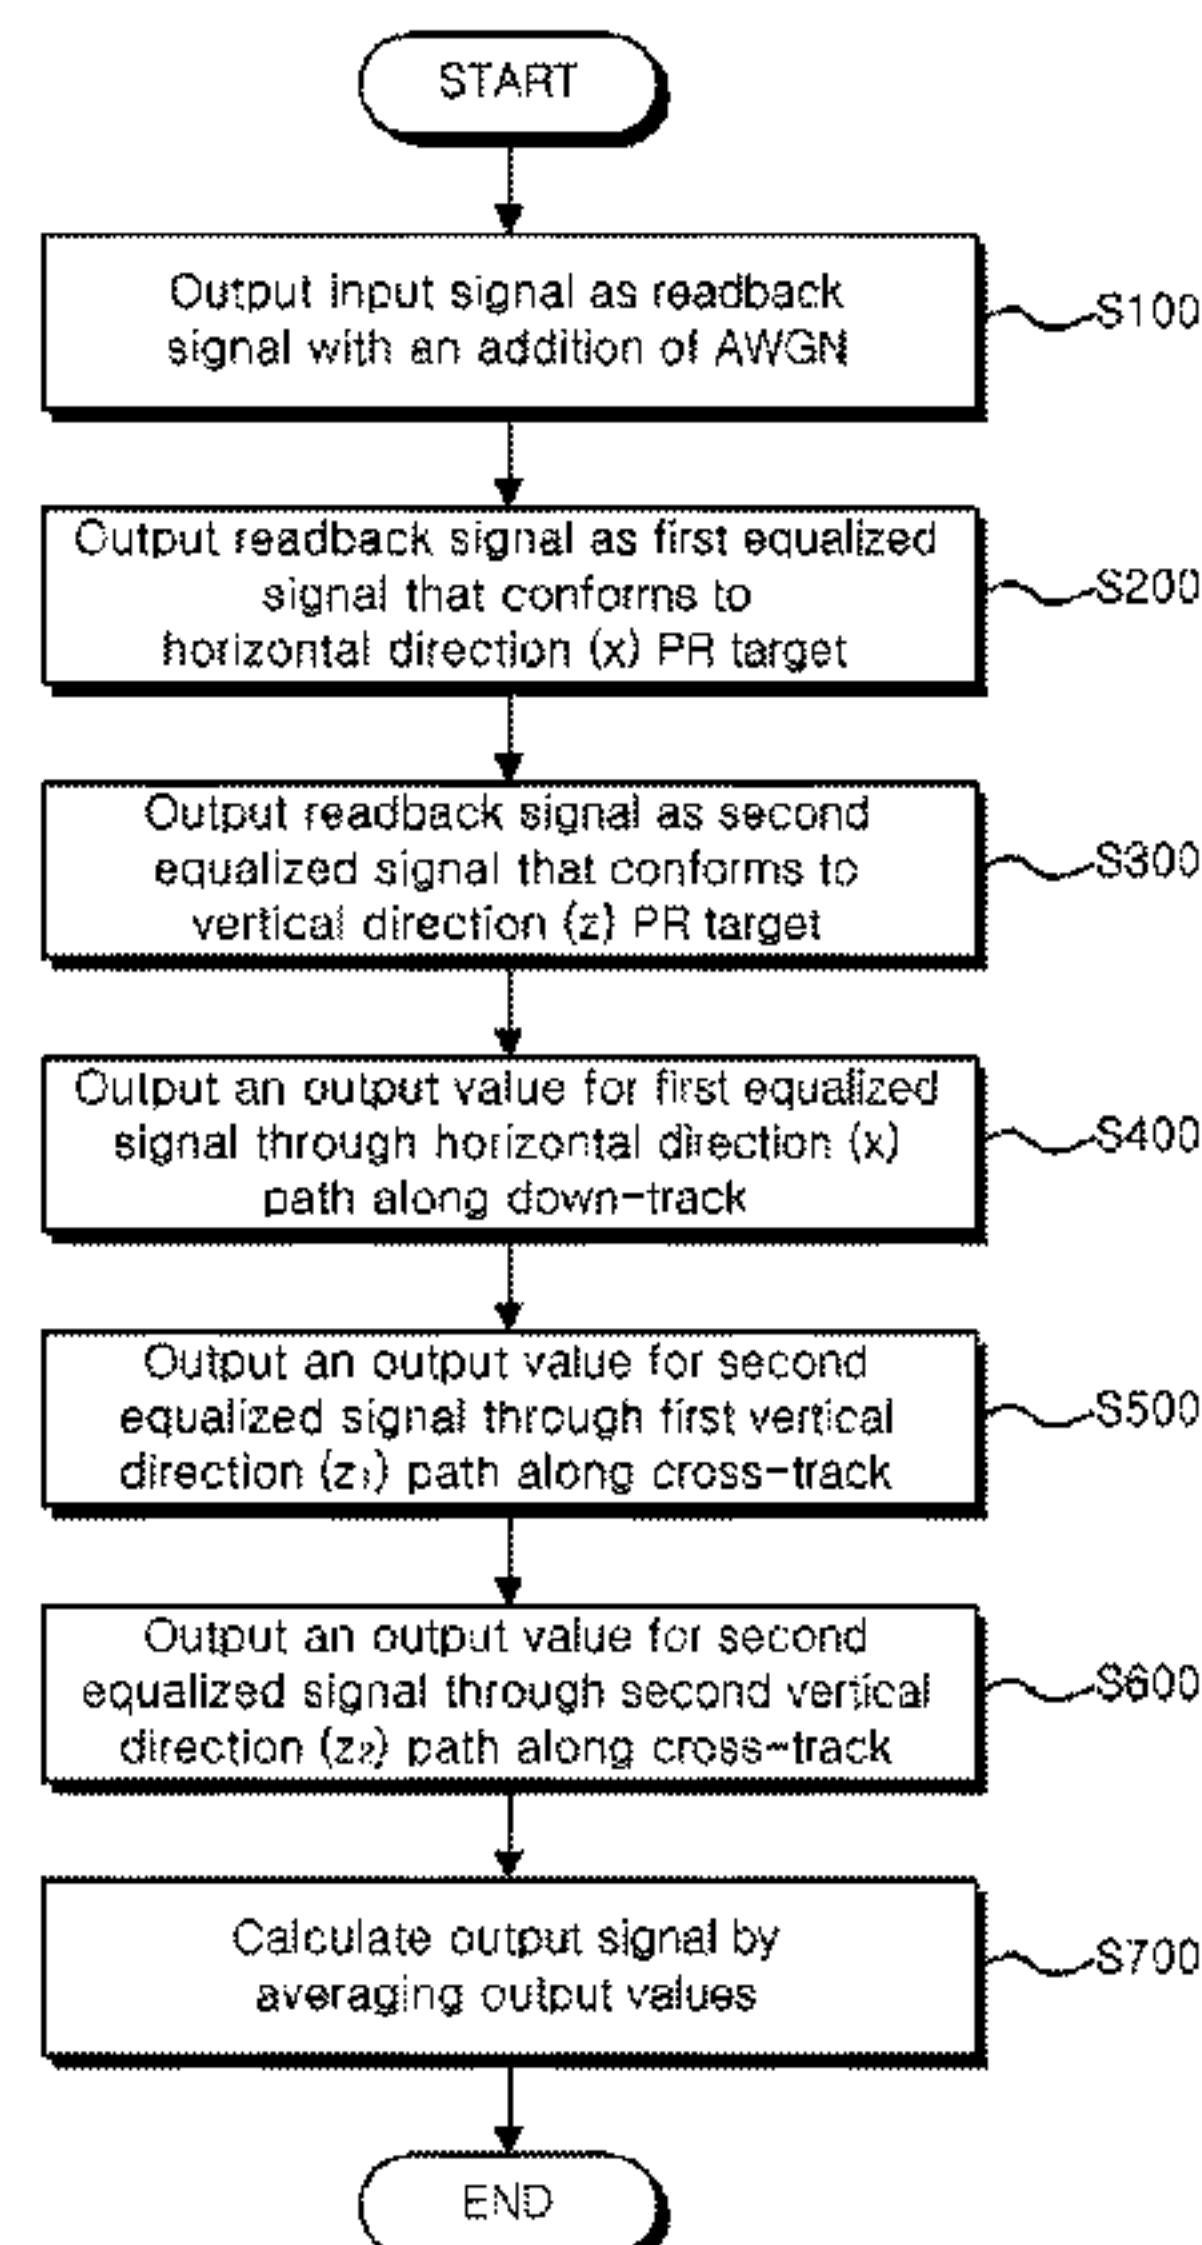 START
Output input signal as readback
signal with an addition of AWGN
S100
Output readback signal as first equalized
signal that conforms to
horizontal direction (x) PR target
S200
Output readback signal as second
equalized signal that conforms to
vertical direction (z) PR target
S300
Output an output value for first equalized
signal through horizontal direction (x)
path along down-track
S400
Output an output value for second
equalized signal through first vertical
direction (z₁) path along cross-track
S500
Output an output value for second
equalized signal through second vertical
direction (z₂) path along cross-track
S600
Calculate output signal by
averaging output values
S700
END